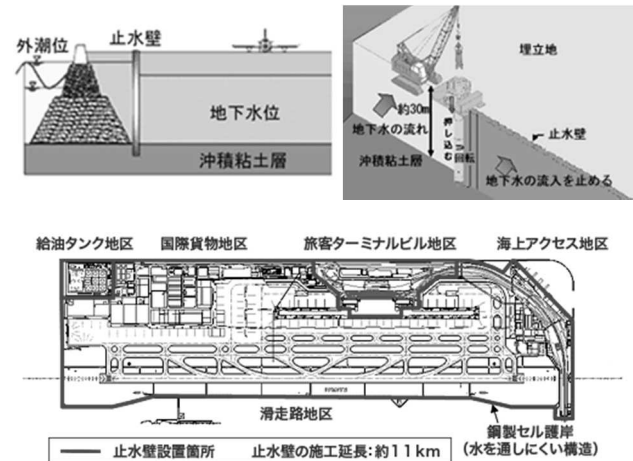 外潮位
止水壁
地下水位
沖積粘土層
埋立地
約30m
地下水の流れ
押し込む
回転
止水壁
沖積粘土層
地下水の流入を止める
給油タンク地区
国際貨物地区
旅客ターミナルビル地区
海上アクセス地区
滑走路地区
鋼製セル護岸
(水を通しにくい構造)
止水壁設置箇所
止水壁の施工延長:約11km